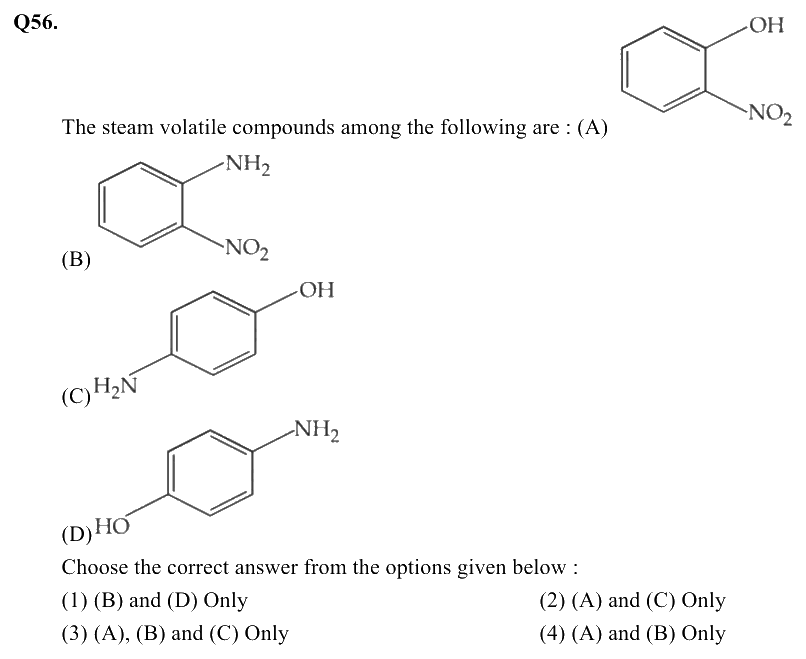 Q56.
OH
NO2
The steam volatile compounds among the following are : (A)
NH2
NO2
(B)
OH
(C) H2N
NH2
(D) HO
Choose the correct answer from the options given below :
(1) (B) and (D) Only (2) (A) and (C) Only
(3) (A), (B) and (C) Only (4) (A) and (B) Only